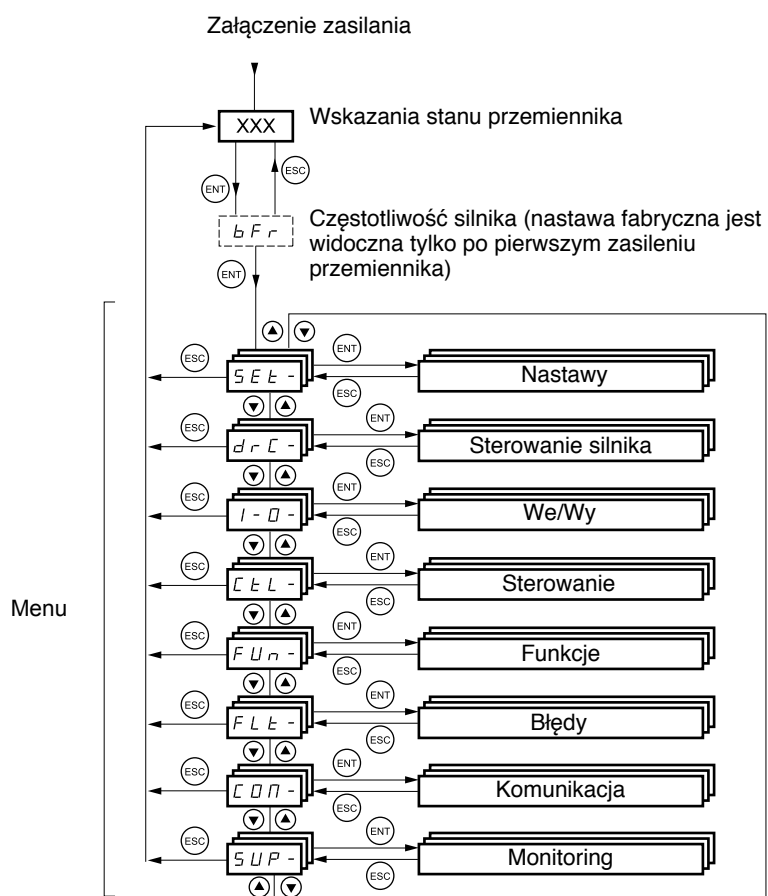 Załączenie zasilania
XXX
Wskazania stanu przemiennika
ESC
ENT
bFr
Częstotliwość silnika (nastawa fabryczna jest
widoczna tylko po pierwszym zasileniu
przemiennika)
ENT
Menu
ESC
SEt-
ENT
ESC
Nastawy
ESC
drC-
ENT
ESC
Sterowanie silnika
ESC
I-O-
ENT
ESC
We/Wy
ESC
CtL-
ENT
ESC
Sterowanie
ESC
FUn-
ENT
ESC
Funkcje
ESC
FLt-
ENT
ESC
Błędy
ESC
COM-
ENT
ESC
Komunikacja
ESC
SUP-
ENT
ESC
Monitoring